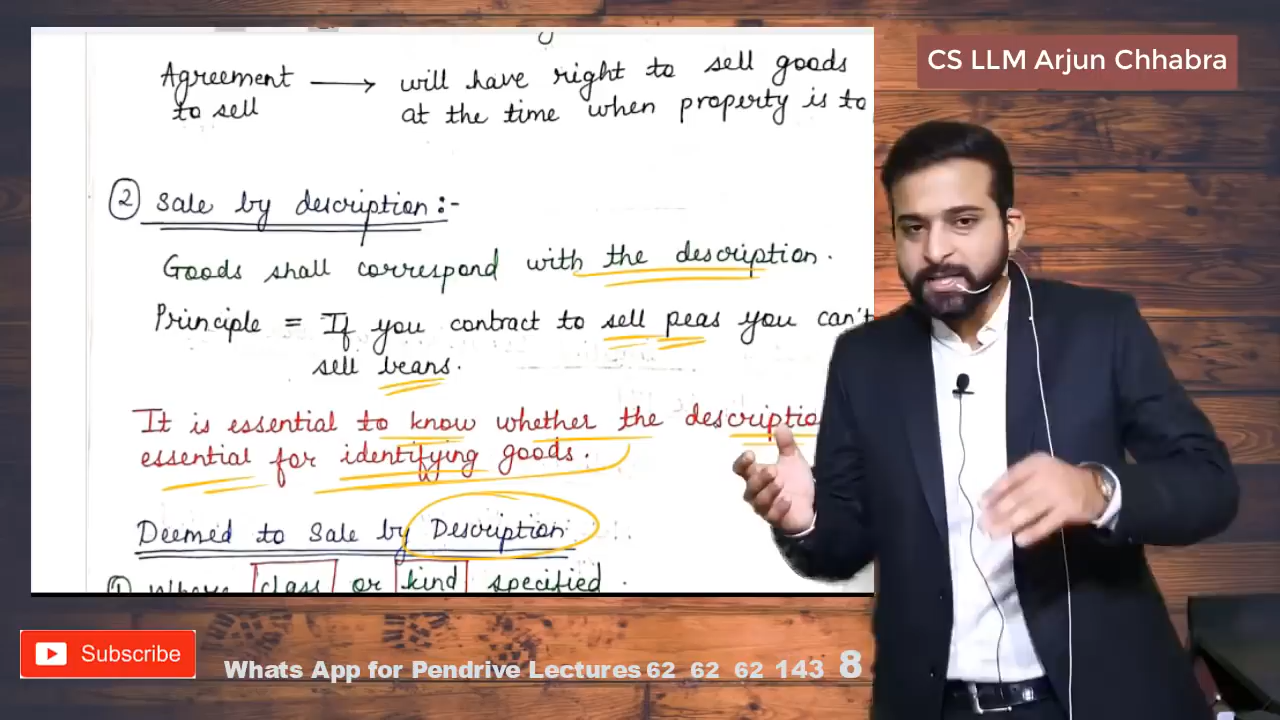 CS LLM Arjun Chhabra
Agreement → will have right to sell goods
to sell at the time when property is to
② Sale by description :-
Goods shall correspond with the description.
Principle = If you contract to sell peas you can't
sell beans.
It is essential to know whether the descriptio
essential for identifying goods.
Deemed to Sale by Description
① Where class or kind specified
Subscribe
Whats App for Pendrive Lectures 62 62 62 143 8